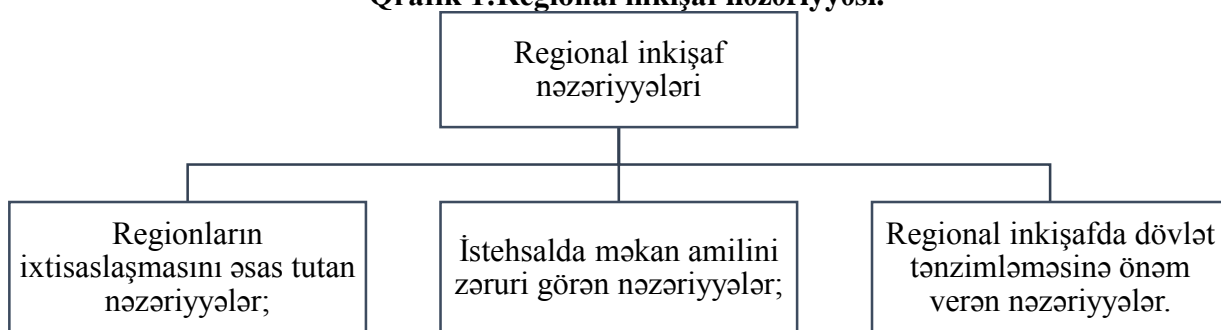 Qrafik 1:Regional inkişaf nəzəriyyəsi.
Regional inkişaf
nəzəriyyələri
Regionların
ixtisaslaşmasını əsas tutan
nəzəriyyələr;
İstehsalda məkan amilini
zəruri görən nəzəriyyələr;
Regional inkişafda dövlət
tənzimləməsinə önəm
verən nəzəriyyələr.